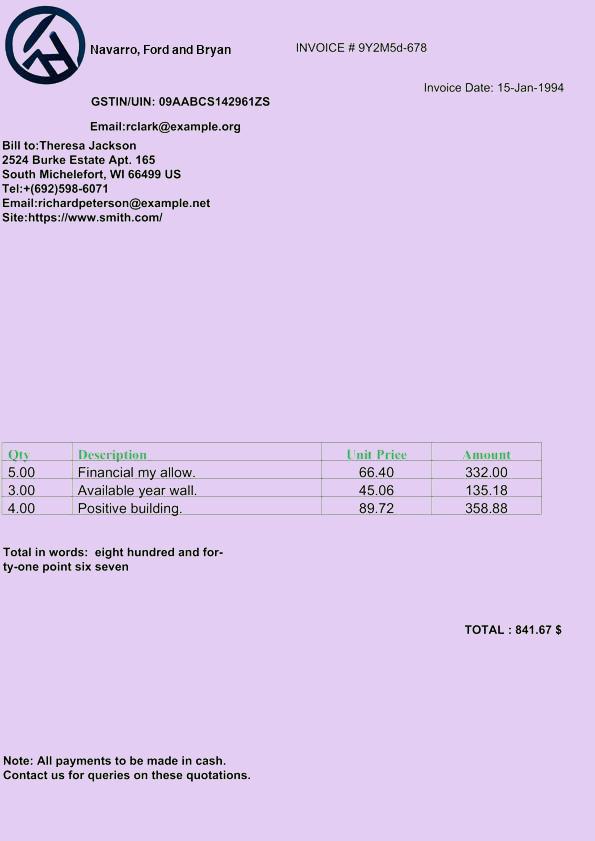 Navarro, Ford and Bryan
INVOICE # 9Y2M5d-678
Invoice Date: 15-Jan-1994
GSTIN/UIN: 09AABCS142961ZS
Email:rclark@example.org
Bill to:Theresa Jackson
2524 Burke Estate Apt. 165
South Michelefort, WI 66499 US
Tel:+(692)598-6071
Email:richardpeterson@example.net
Site:https://www.smith.com/
Qty Description Unit Price Amount
5.00 Financial my allow. 66.40 332.00
3.00 Available year wall. 45.06 135.18
4.00 Positive building. 89.72 358.88
Total in words: eight hundred and for-
ty-one point six seven
TOTAL : 841.67 $
Note: All payments to be made in cash.
Contact us for queries on these quotations.